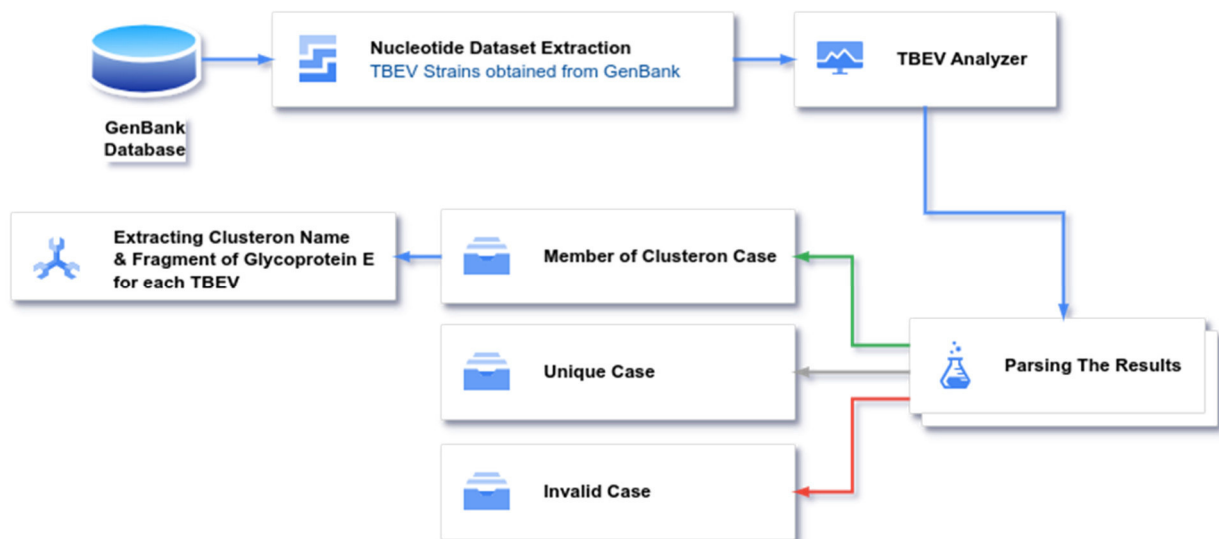 GenBank
Database
Nucleotide Dataset Extraction
TBEV Strains obtained from GenBank
TBEV Analyzer
Extracting Clusteron Name
& Fragment of Glycoprotein E
for each TBEV
Member of Clusteron Case
Unique Case
Invalid Case
Parsing The Results